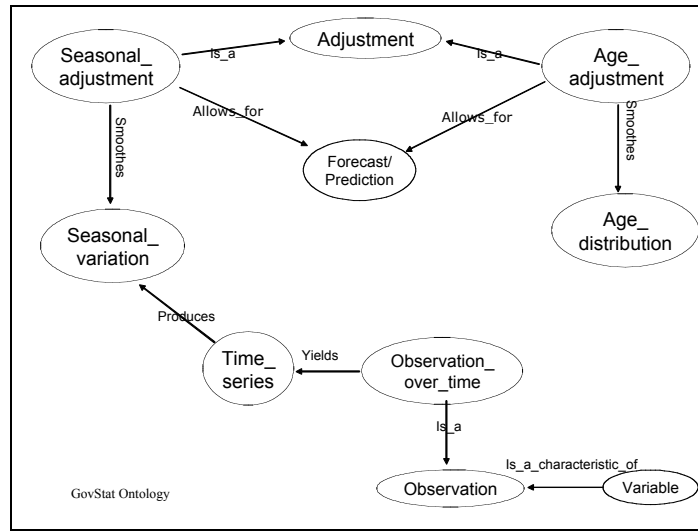 Seasonal_
adjustment
Is_a
Adjustment
Is_a
Age_
adjustment
Allows_for
Allows_for
Smoothes
Smoothes
Forecast/
Prediction
Seasonal_
variation
Age_
distribution
Produces
Time_
series
Yields
Observation_
over_time
Is_a
Is_a_characteristic_of
Observation
Variable
GovStat Ontology